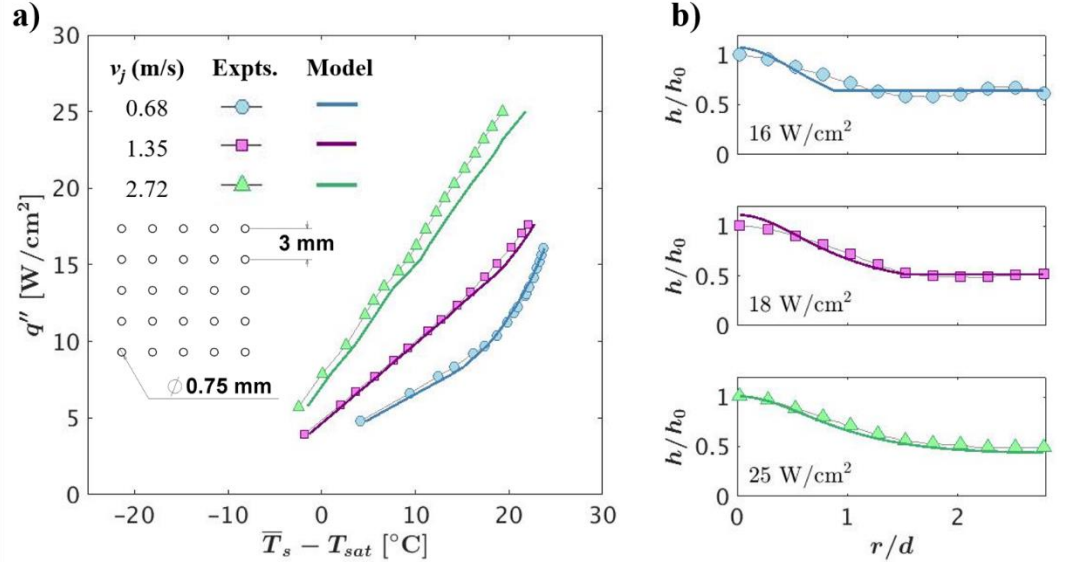 a)
30
25
20
15
10
5
0
q″ [W/cm²]
v_j (m/s) Expts. Model
0.68
1.35
2.72
3 mm
∅0.75 mm
−20 −10 0 10 20 30
T̅_s − T_sat [°C]
b)
1
0.5
0
h/h₀
16 W/cm²
1
0.5
0
h/h₀
18 W/cm²
1
0.5
0
h/h₀
25 W/cm²
0 1 2
r/d